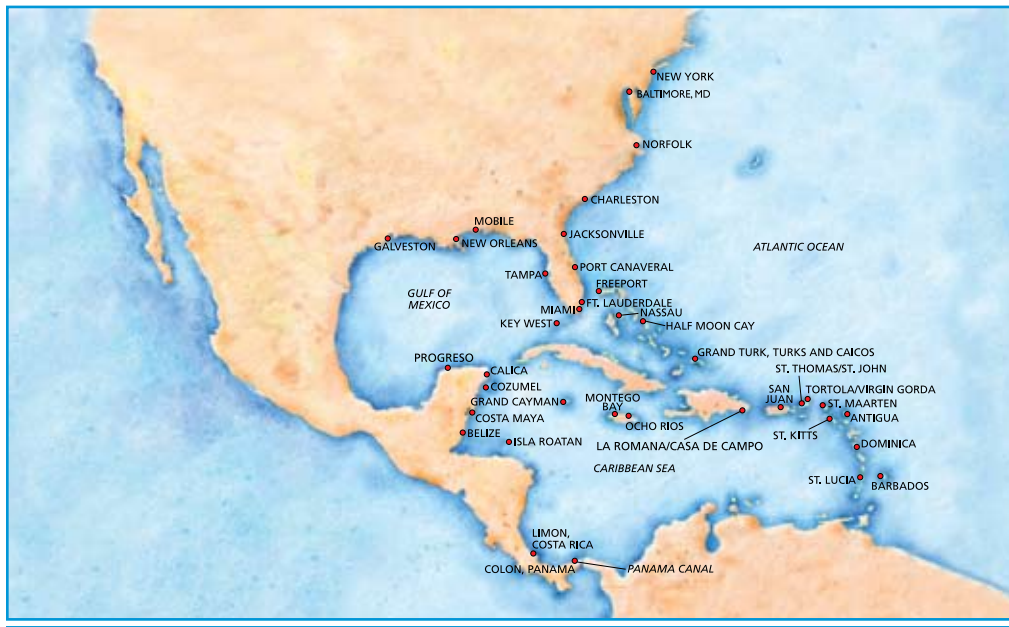 NEW YORK
BALTIMORE, MD
NORFOLK
CHARLESTON
MOBILE
JACKSONVILLE
GALVESTON
NEW ORLEANS
ATLANTIC OCEAN
PORT CANAVERAL
TAMPA
FREEPORT
GULF OF
MEXICO
FT. LAUDERDALE
MIAMI
NASSAU
KEY WEST
HALF MOON CAY
PROGRESO
GRAND TURK, TURKS AND CAICOS
CALICA
ST. THOMAS/ST. JOHN
COZUMEL
SAN
JUAN
TORTOLA/VIRGIN GORDA
GRAND CAYMAN
MONTEGO
BAY
ST. MAARTEN
COSTA MAYA
ANTIGUA
OCHO RIOS
BELIZE
ST. KITTS
ISLA ROATAN
LA ROMANA/CASA DE CAMPO
DOMINICA
CARIBBEAN SEA
ST. LUCIA
BARBADOS
LIMON,
COSTA RICA
COLON, PANAMA
PANAMA CANAL